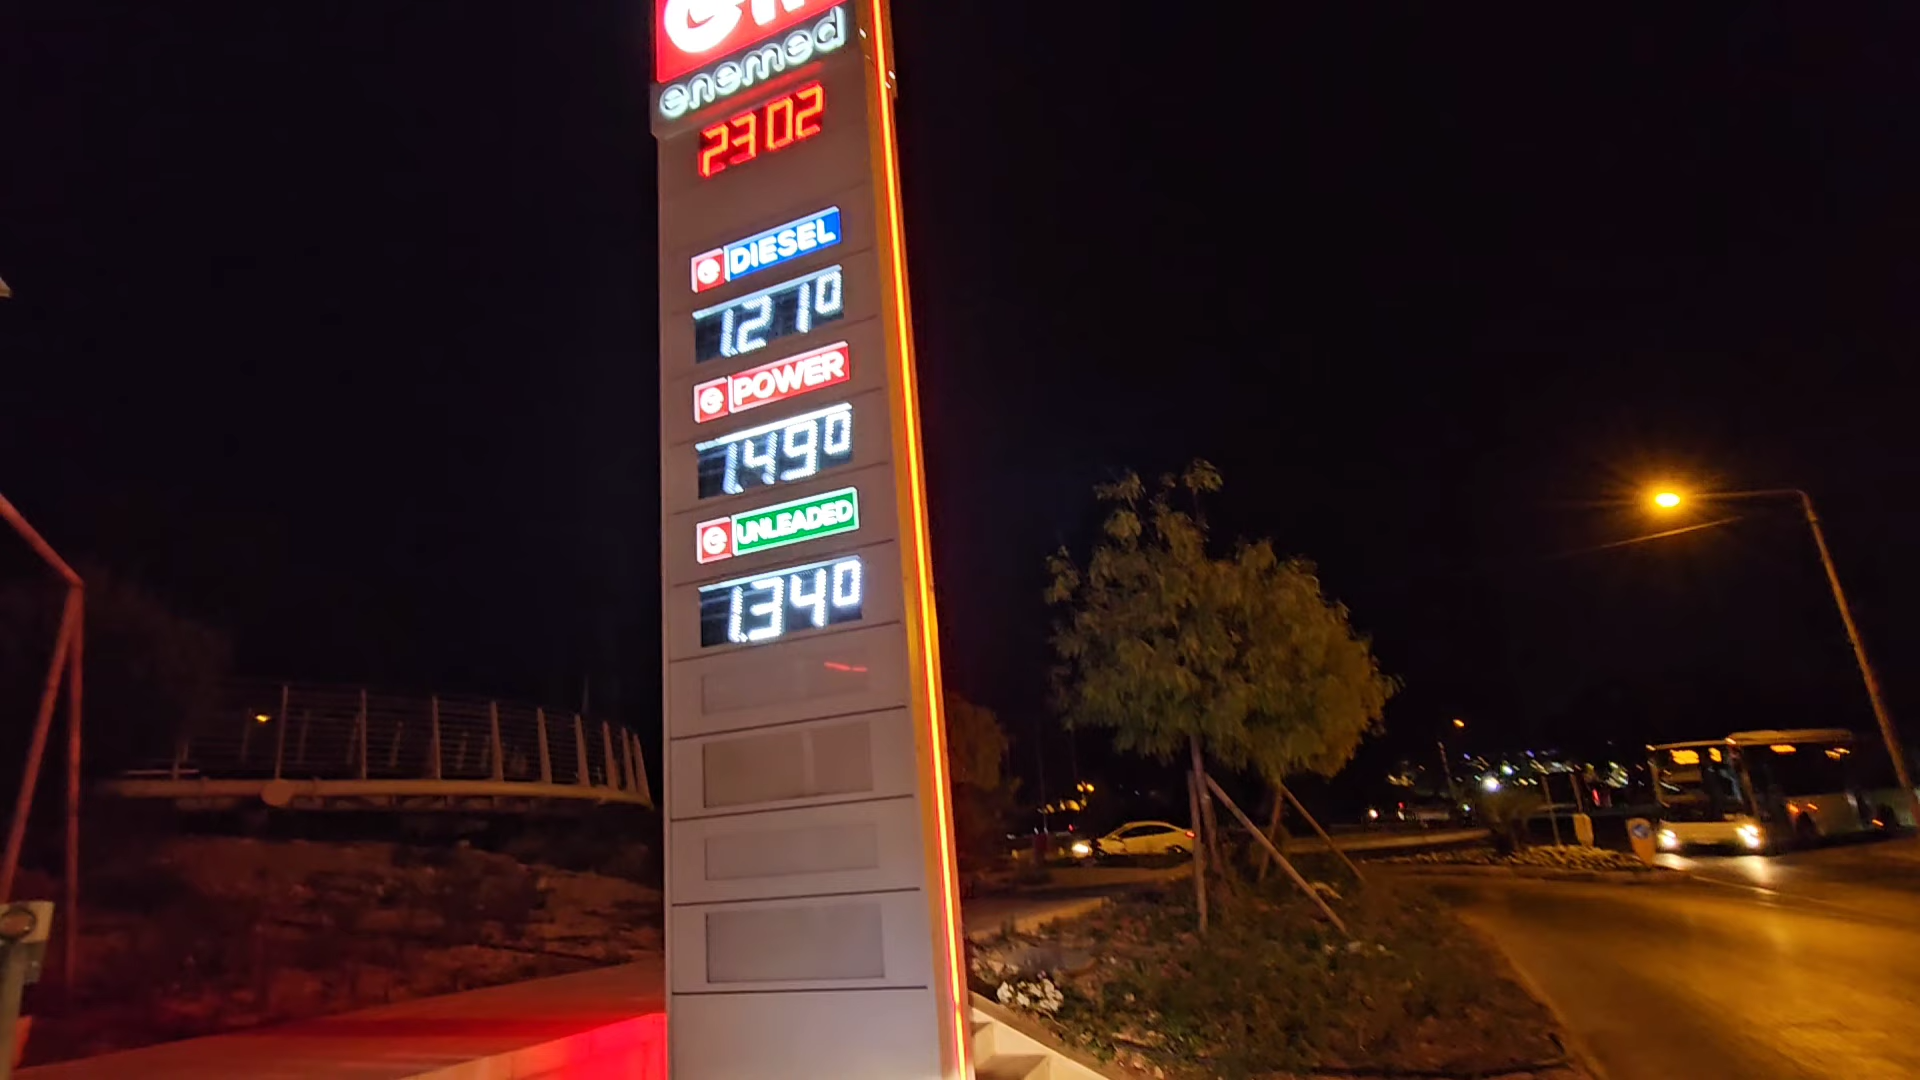 enemed
2302
e DIESEL
1.210
e POWER
1.490
e UNLEADED
1.340